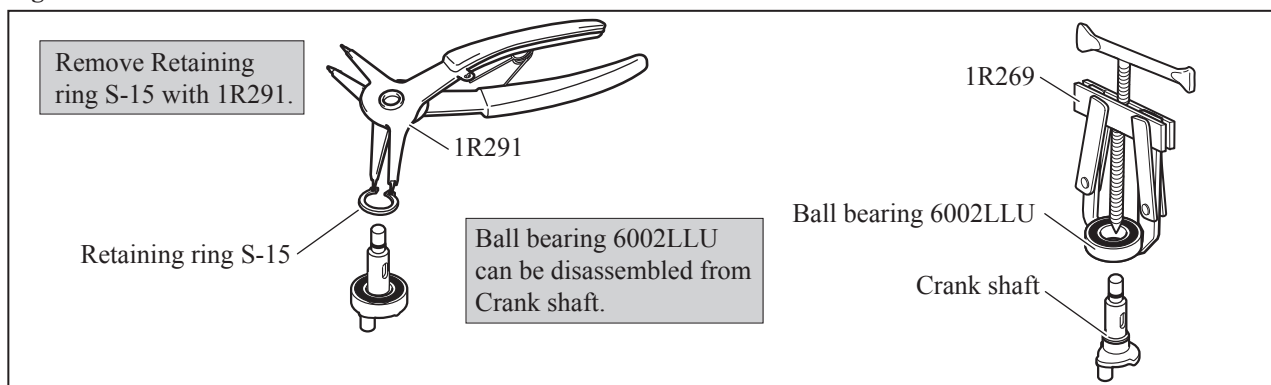 Remove Retaining
ring S-15 with 1R291.
1R291
Retaining ring S-15
Ball bearing 6002LLU
can be disassembled from
Crank shaft.
1R269
Ball bearing 6002LLU
Crank shaft